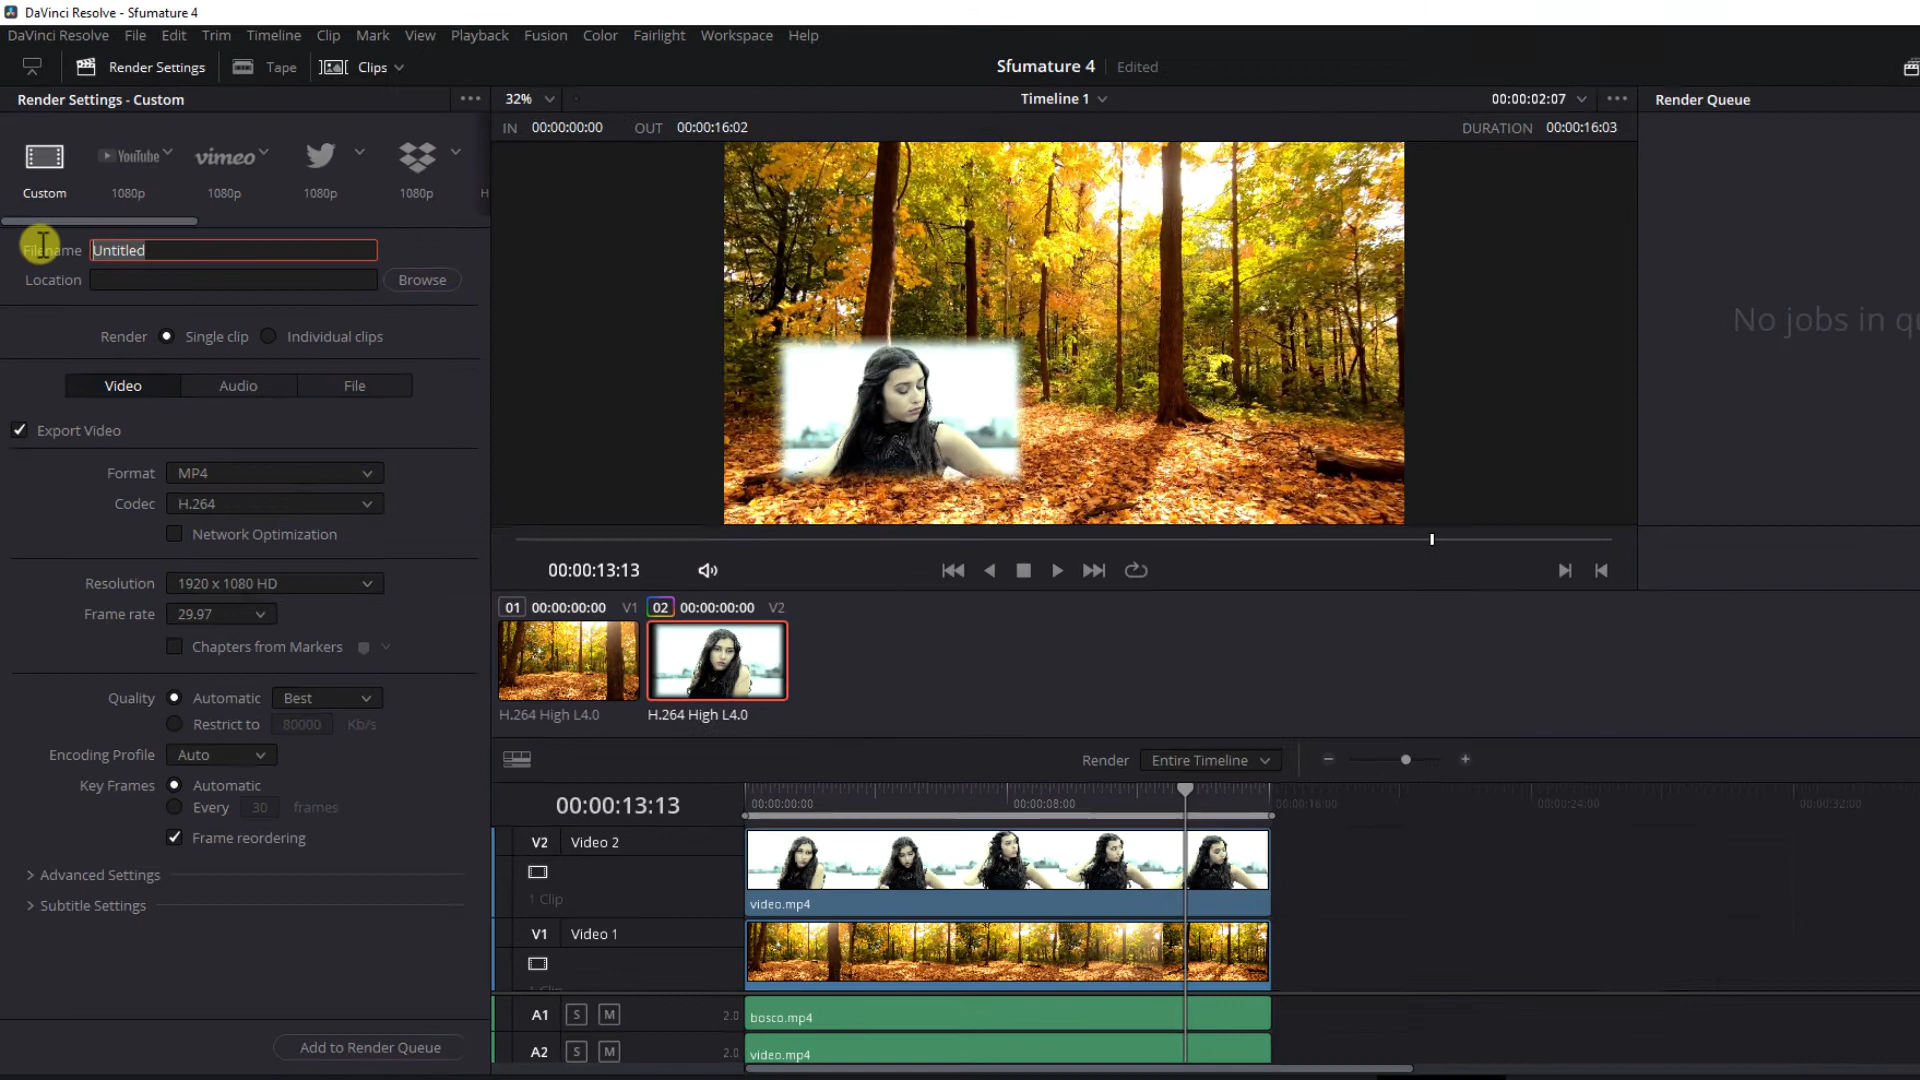 DaVinci Resolve - Sfumature 4
DaVinci Resolve File Edit Trim Timeline Clip Mark View Playback Fusion Color Fairlight Workspace Help
Render Settings Tape Clips Sfumature 4 Edited
Render Settings - Custom 32% Timeline 1 00:00:02:07 Render Queue
IN 00:00:00:00 OUT 00:00:16:02 DURATION 00:00:16:03
YouTube vimeo
Custom 1080p 1080p 1080p 1080p H
Filename Untitled
Location Browse
No jobs in qu
Render Single clip Individual clips
Video Audio File
Export Video
Format MP4
Codec H.264
Network Optimization
00:00:13:13
Resolution 1920 x 1080 HD
Frame rate 29.97
01 00:00:00:00 V1 02 00:00:00:00 V2
Chapters from Markers
Quality Automatic Best
Restrict to 80000 Kb/s
H.264 High L4.0 H.264 High L4.0
Encoding Profile Auto
Render Entire Timeline
Key Frames Automatic
Every 30 frames
Frame reordering
00:00:13:13 00:00:00:00 00:00:08:00 00:00:16:00 00:00:24:00 00:00:32:00
V2 Video 2
Advanced Settings
1 Clip
Subtitle Settings
video.mp4
V1 Video 1
1 Clip
A1 S M 2.0 bosco.mp4
Add to Render Queue
A2 S M 2.0 video.mp4